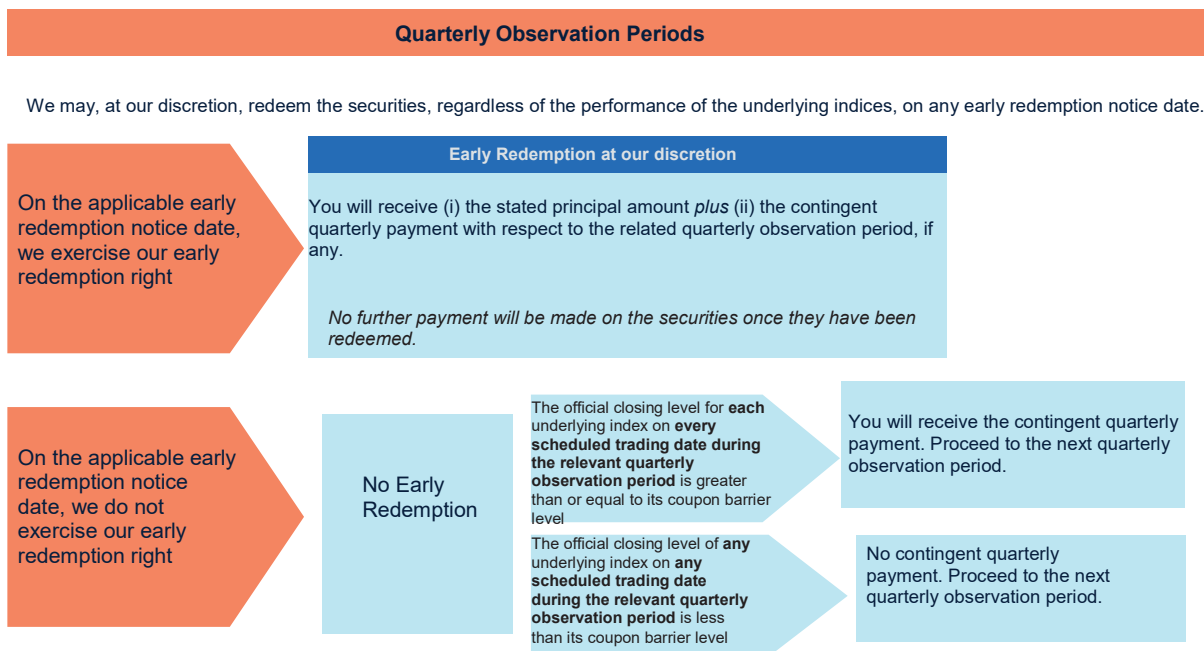 Quarterly Observation Periods
We may, at our discretion, redeem the securities, regardless of the performance of the underlying indices, on any early redemption notice date.
On the applicable early
redemption notice date,
we exercise our early
redemption right
Early Redemption at our discretion
You will receive (i) the stated principal amount plus (ii) the contingent
quarterly payment with respect to the related quarterly observation period, if
any.
No further payment will be made on the securities once they have been
redeemed.
On the applicable early
redemption notice
date, we do not
exercise our early
redemption right
No Early
Redemption
The official closing level for each
underlying index on every
scheduled trading date during
the relevant quarterly
observation period is greater
than or equal to its coupon barrier
level
You will receive the contingent quarterly
payment. Proceed to the next quarterly
observation period.
The official closing level of any
underlying index on any
scheduled trading date
during the relevant quarterly
observation period is less
than its coupon barrier level
No contingent quarterly
payment. Proceed to the next
quarterly observation period.